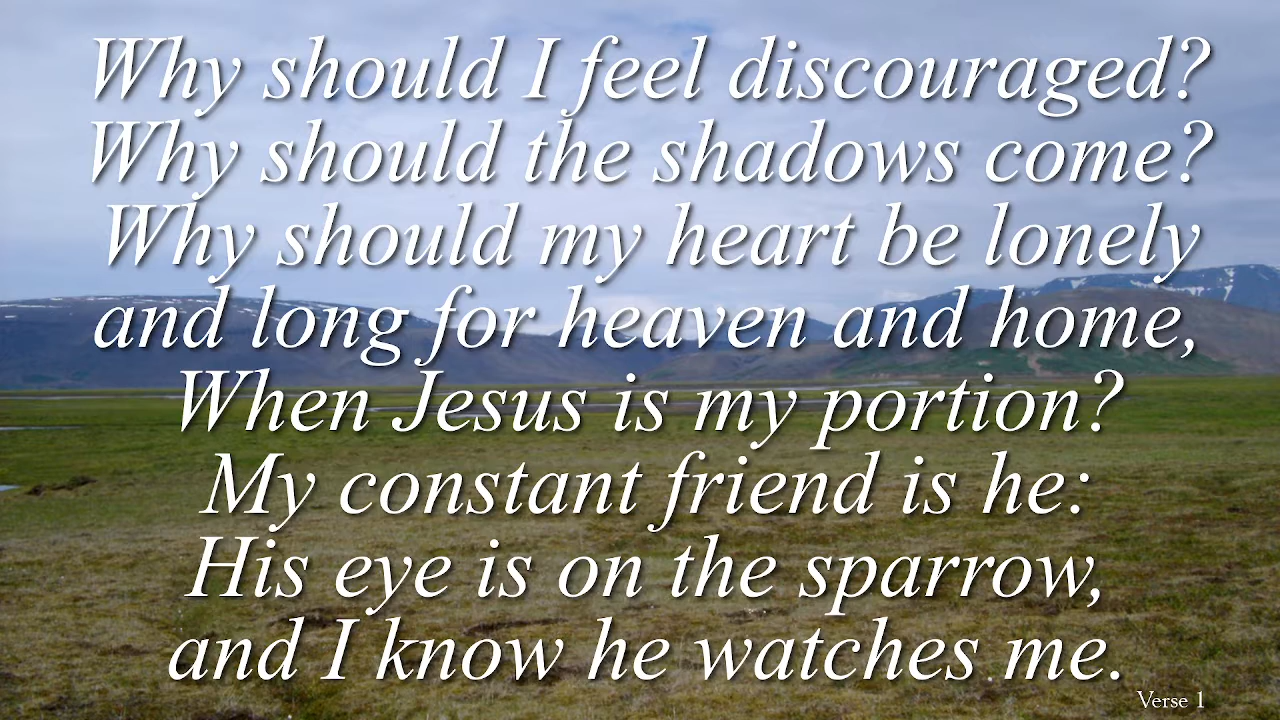 Why should I feel discouraged?
Why should the shadows come?
Why should my heart be lonely
and long for heaven and home,
When Jesus is my portion?
My constant friend is he:
His eye is on the sparrow,
and I know he watches me.
Verse 1